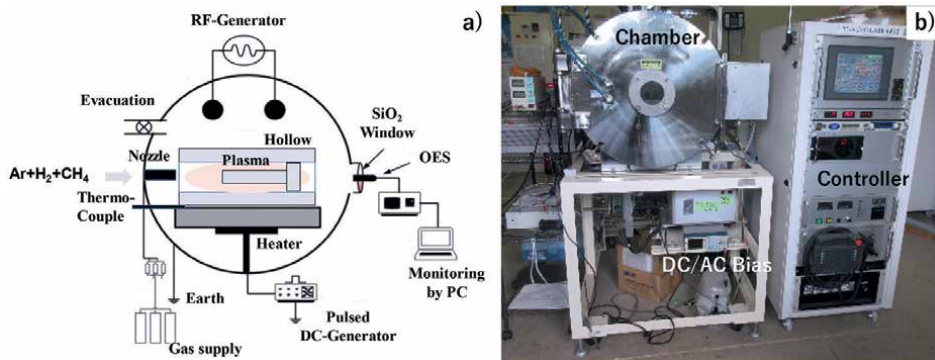 a)
RF-Generator
Evacuation
SiO₂
Window
Hollow
Nozzle
Plasma
OES
Ar+H₂+CH₄
Thermo-
Couple
Heater
Monitoring
by PC
Earth
Pulsed
DC-Generator
Gas supply
b)
Chamber
Controller
DC/AC Bias